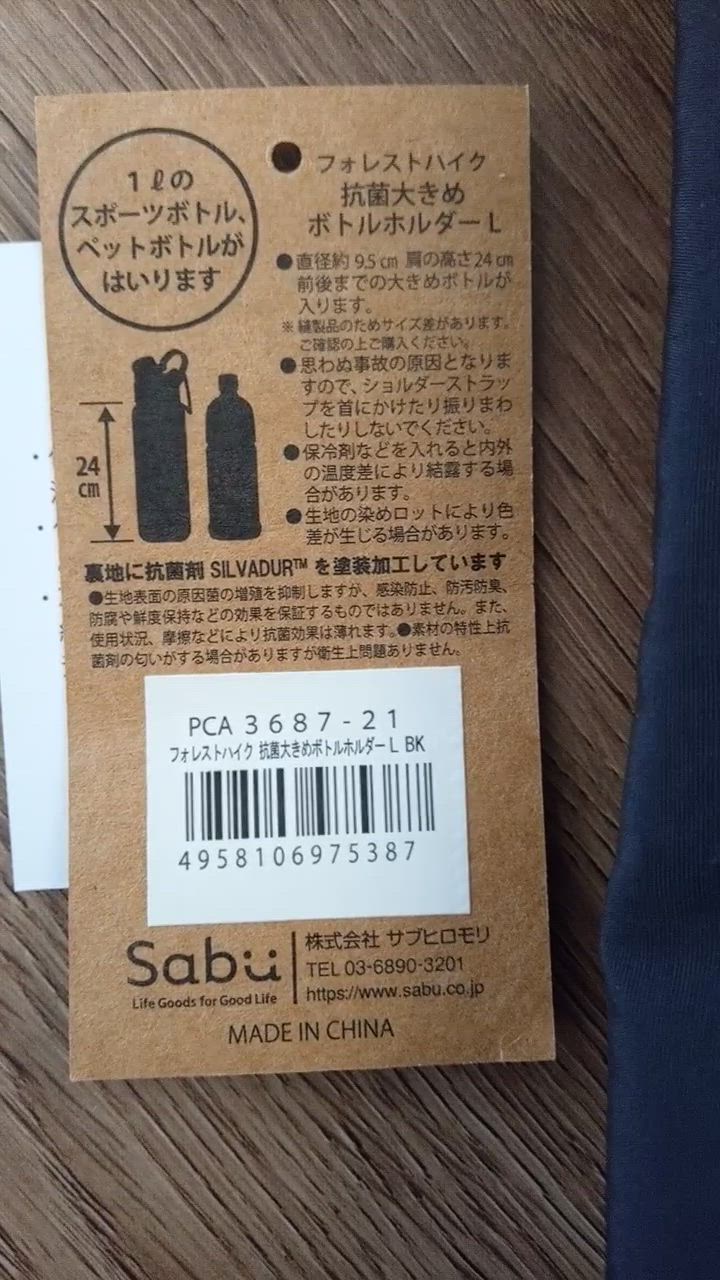 1ℓの
スポーツボトル、
ペットボトルが
はいります
フォレストハイク
抗菌大きめ
ボトルホルダー L
●直径約 9.5 ㎝ 肩の高さ24 ㎝
前後までの大きめボトルが
入ります。
※縫製品のためサイズ差があります。
ご確認の上ご購入ください。
●思わぬ事故の原因となりま
すので、ショルダーストラッ
プを首にかけたり振りまわ
したりしないでください。
●保冷剤などを入れると内外
の温度差により結露する場
合があります。
●生地の染めロットにより色
差が生じる場合があります。
24
cm
裏地に抗菌剤 SILVADUR™ を塗装加工しています
●生地表面の原因菌の増殖を抑制しますが、感染防止、防汚防臭、
防腐や鮮度保持などの効果を保証するものではありません。また、
使用状況、摩擦などにより抗菌効果は薄れます。●素材の特性上抗
菌剤の匂いがする場合がありますが衛生上問題ありません。
PCA 3687-21
フォレストハイク 抗菌大きめボトルホルダー L BK
4958106975387
Sabu
Life Goods for Good Life
株式会社 サブヒロモリ
TEL 03-6890-3201
https://www.sabu.co.jp
MADE IN CHINA